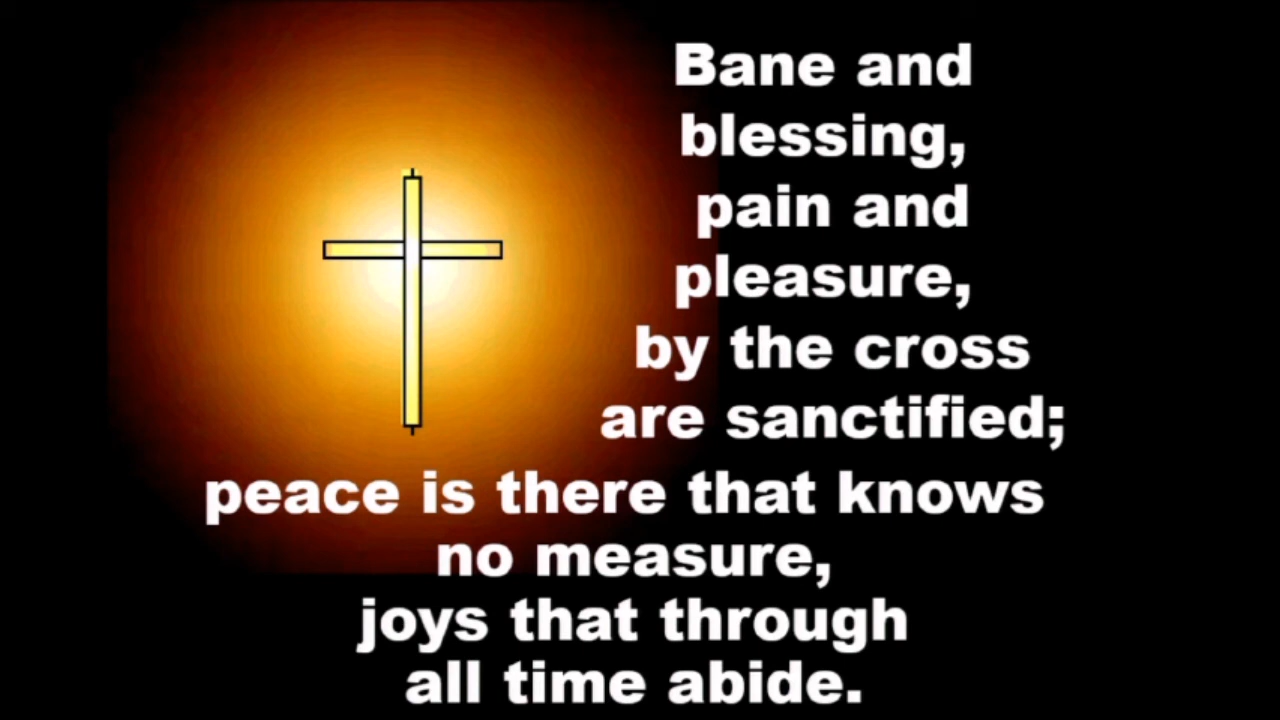 Bane and
blessing,
pain and
pleasure,
by the cross
are sanctified;
peace is there that knows
no measure,
joys that through
all time abide.